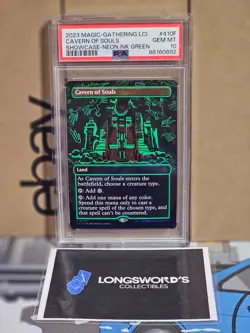 2023 MAGIC-GATHERING LCI #410F
CAVERN OF SOULS GEM MT
SHOWCASE-NEON INK GREEN 10
PSA 88160892
Cavern of Souls
Land
As Cavern of Souls enters the
battlefield, choose a creature type.
: Add .
: Add one mana of any color.
Spend this mana only to cast a
creature spell of the chosen type, and
that spell can't be countered.
LONGSWORD'S
COLLECTIBLES